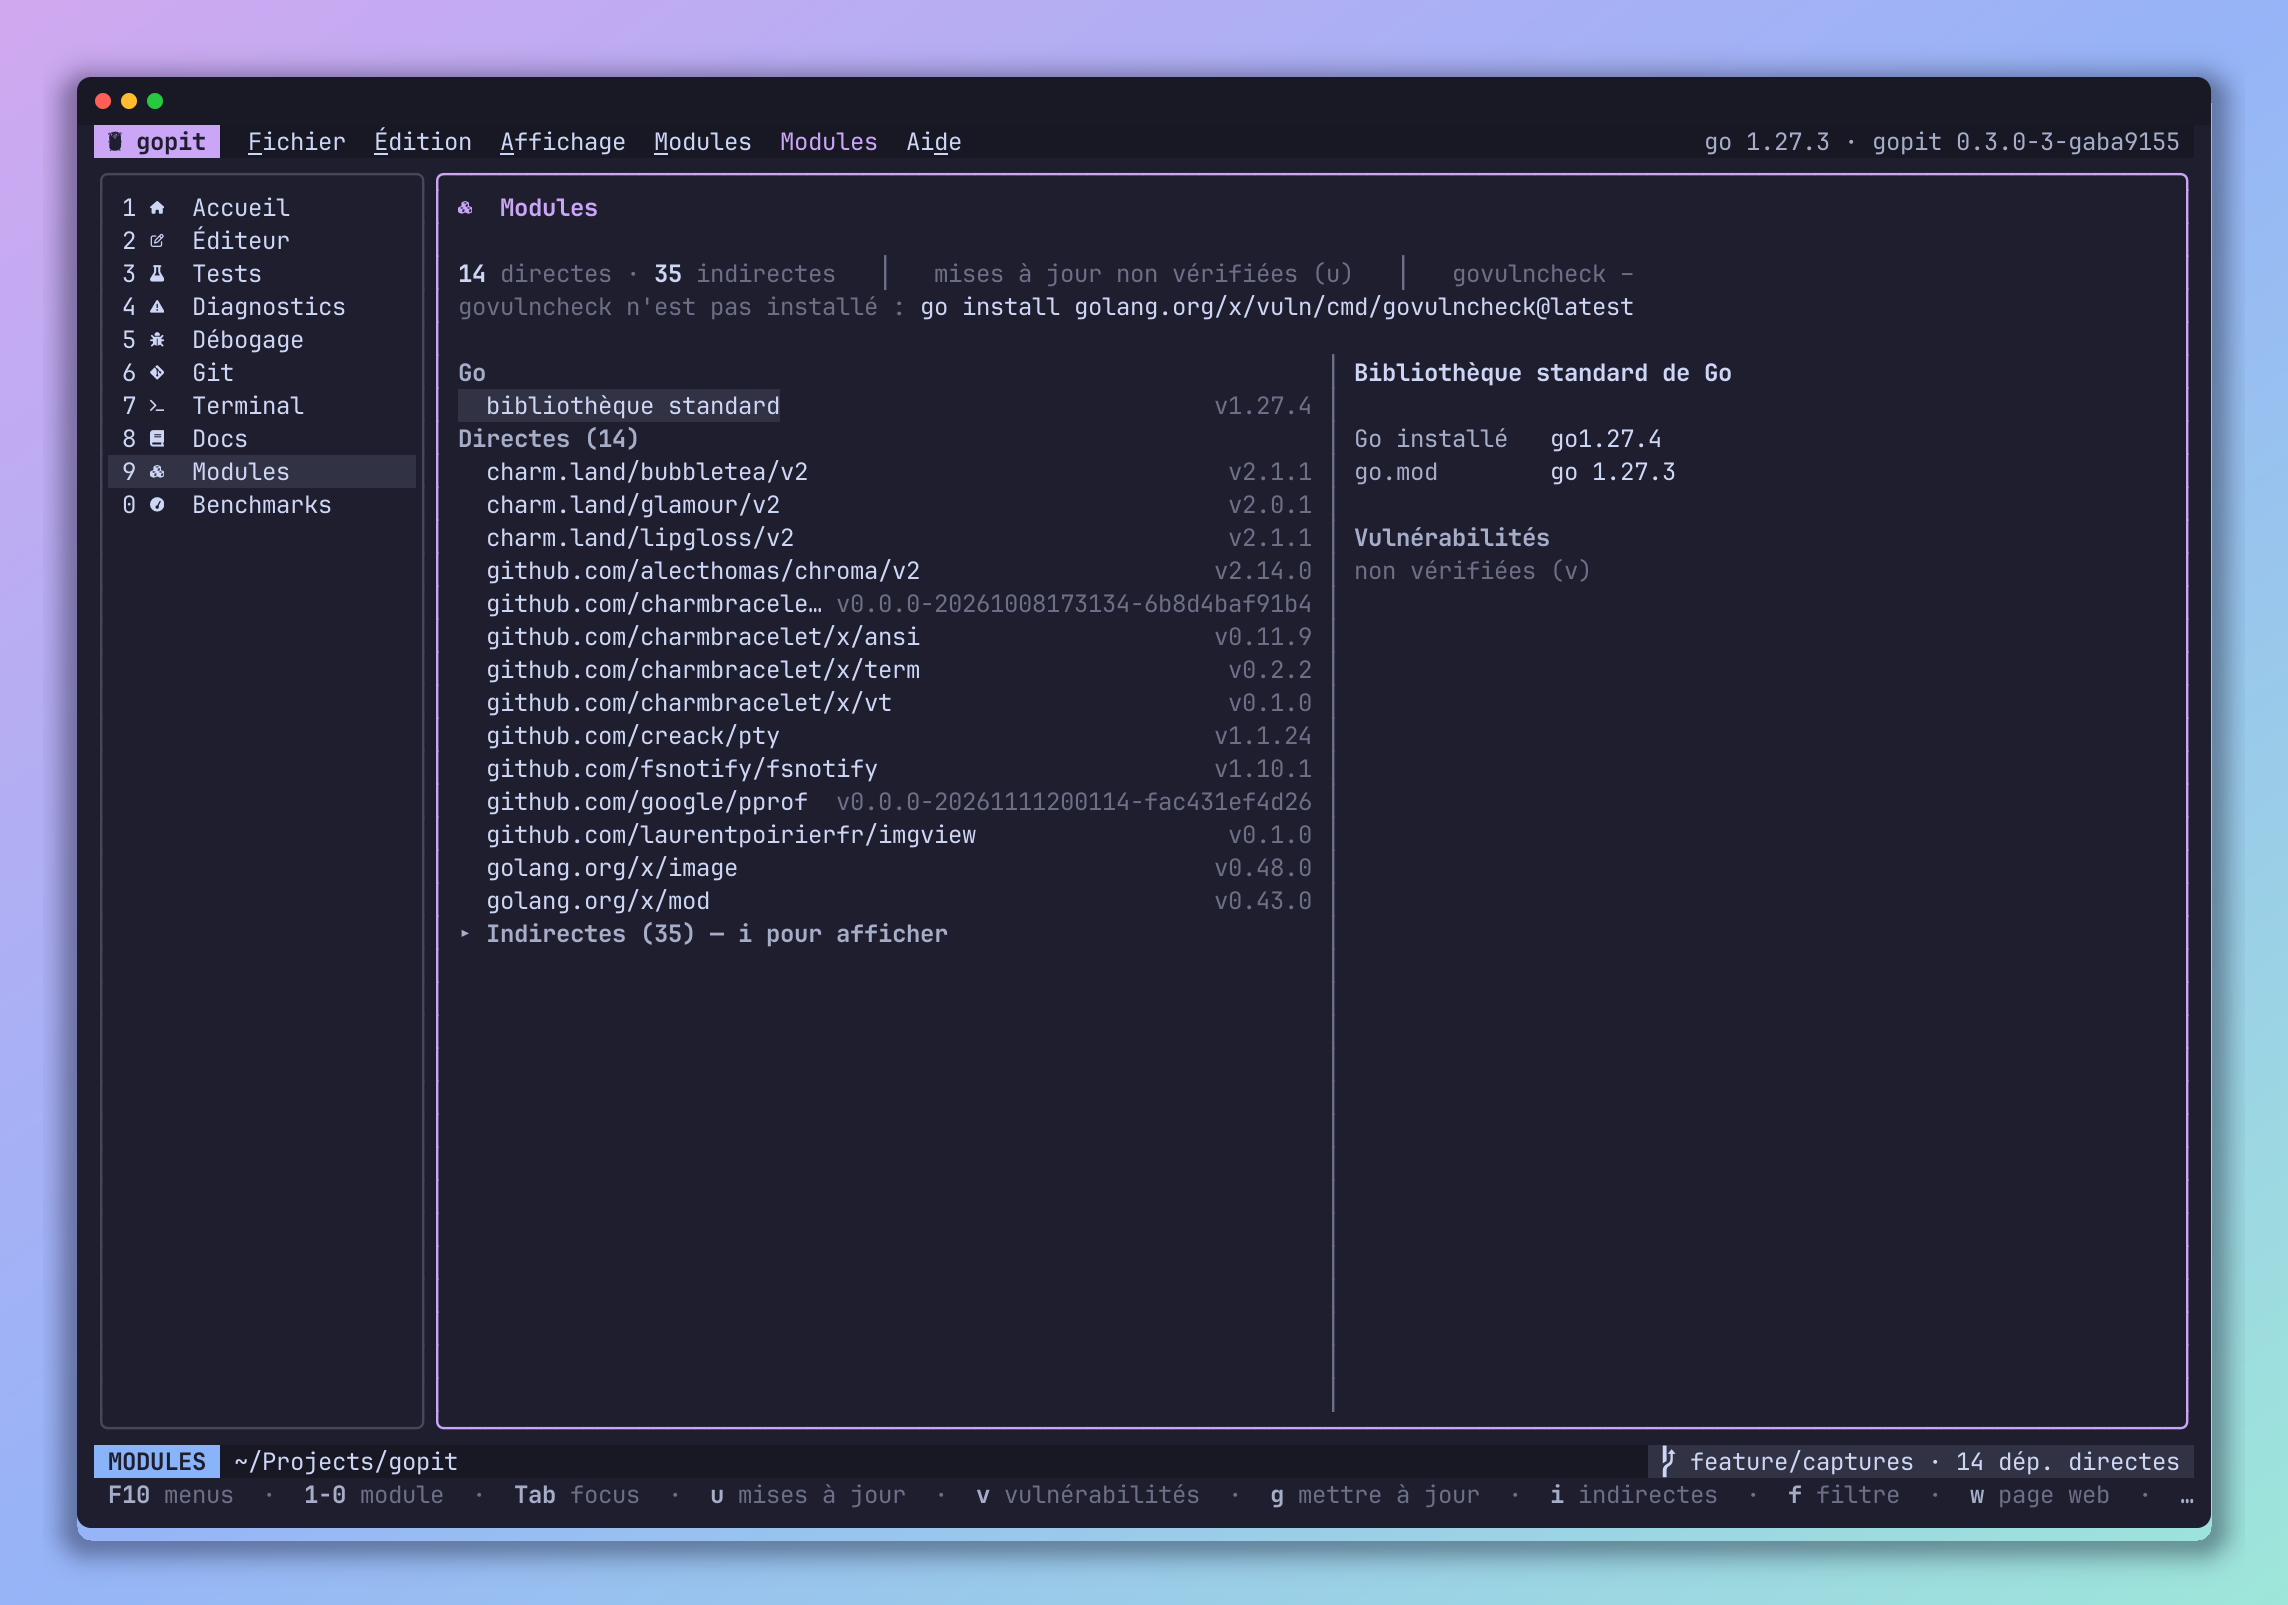 gopit Fichier Édition Affichage Modules Modules Aide go 1.27.3 · gopit 0.3.0-3-gaba9155
1 Accueil
2 Éditeur
3 Tests
4 Diagnostics
5 Débogage
6 Git
7 Terminal
8 Docs
9 Modules
0 Benchmarks
Modules
14 directes · 35 indirectes │ mises à jour non vérifiées (u) │ govulncheck –
govulncheck n'est pas installé : go install golang.org/x/vuln/cmd/govulncheck@latest
Go
bibliothèque standard v1.27.4
Directes (14)
charm.land/bubbletea/v2 v2.1.1
charm.land/glamour/v2 v2.0.1
charm.land/lipgloss/v2 v2.1.1
github.com/alecthomas/chroma/v2 v2.14.0
github.com/charmbracele… v0.0.0-20261008173134-6b8d4baf91b4
github.com/charmbracelet/x/ansi v0.11.9
github.com/charmbracelet/x/term v0.2.2
github.com/charmbracelet/x/vt v0.1.0
github.com/creack/pty v1.1.24
github.com/fsnotify/fsnotify v1.10.1
github.com/google/pprof v0.0.0-20261111200114-fac431ef4d26
github.com/laurentpoirierfr/imgview v0.1.0
golang.org/x/image v0.48.0
golang.org/x/mod v0.43.0
▸ Indirectes (35) — i pour afficher
Bibliothèque standard de Go
Go installé go1.27.4
go.mod go 1.27.3
Vulnérabilités
non vérifiées (v)
MODULES ~/Projects/gopit feature/captures · 14 dép. directes
F10 menus · 1-0 module · Tab focus · u mises à jour · v vulnérabilités · g mettre à jour · i indirectes · f filtre · w page web · …